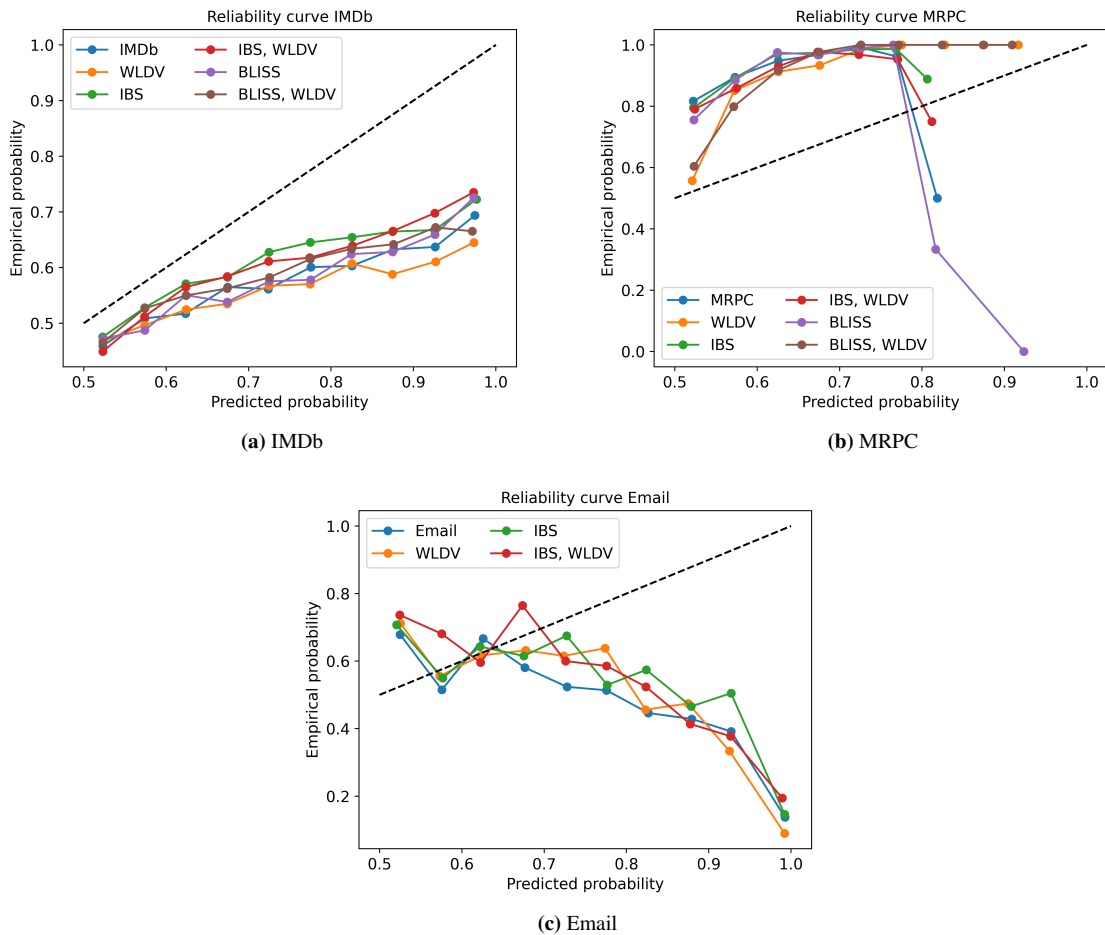 Reliability curve IMDb
IMDb
WLDV
IBS
IBS, WLDV
BLISS
BLISS, WLDV
Empirical probability
1.0
0.9
0.8
0.7
0.6
0.5
0.5 0.6 0.7 0.8 0.9 1.0
Predicted probability
(a) IMDb
Reliability curve MRPC
Empirical probability
1.0
0.8
0.6
0.4
0.2
0.0
MRPC
WLDV
IBS
IBS, WLDV
BLISS
BLISS, WLDV
0.5 0.6 0.7 0.8 0.9 1.0
Predicted probability
(b) MRPC
Reliability curve Email
Email
WLDV
IBS
IBS, WLDV
Empirical probability
1.0
0.8
0.6
0.4
0.2
0.5 0.6 0.7 0.8 0.9 1.0
Predicted probability
(c) Email